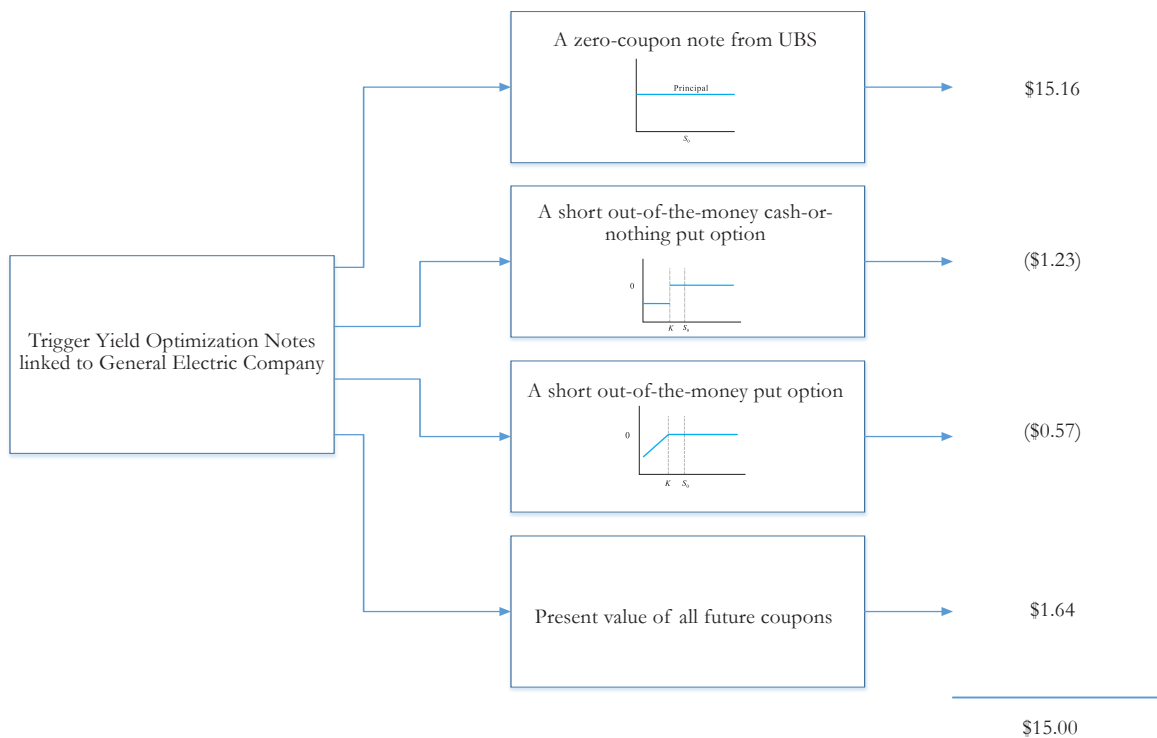 A zero-coupon note from UBS
Principal
S₀
$15.16
A short out-of-the-money cash-or-
nothing put option
0
K
S₀
($1.23)
Trigger Yield Optimization Notes
linked to General Electric Company
A short out-of-the-money put option
0
K
S₀
($0.57)
Present value of all future coupons
$1.64
$15.00